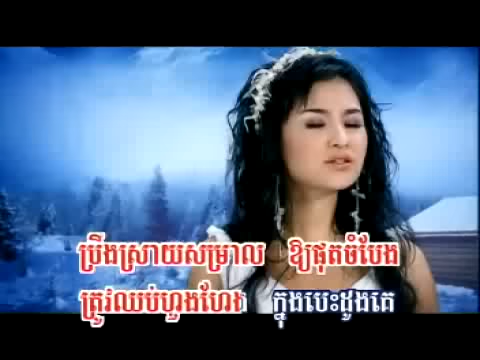 ប្រឹងស្រាយសម្រាល ឱ្យផុតចំបែង
ត្រូវឈប់ហួងហែង ក្នុងបេះដូងគេ